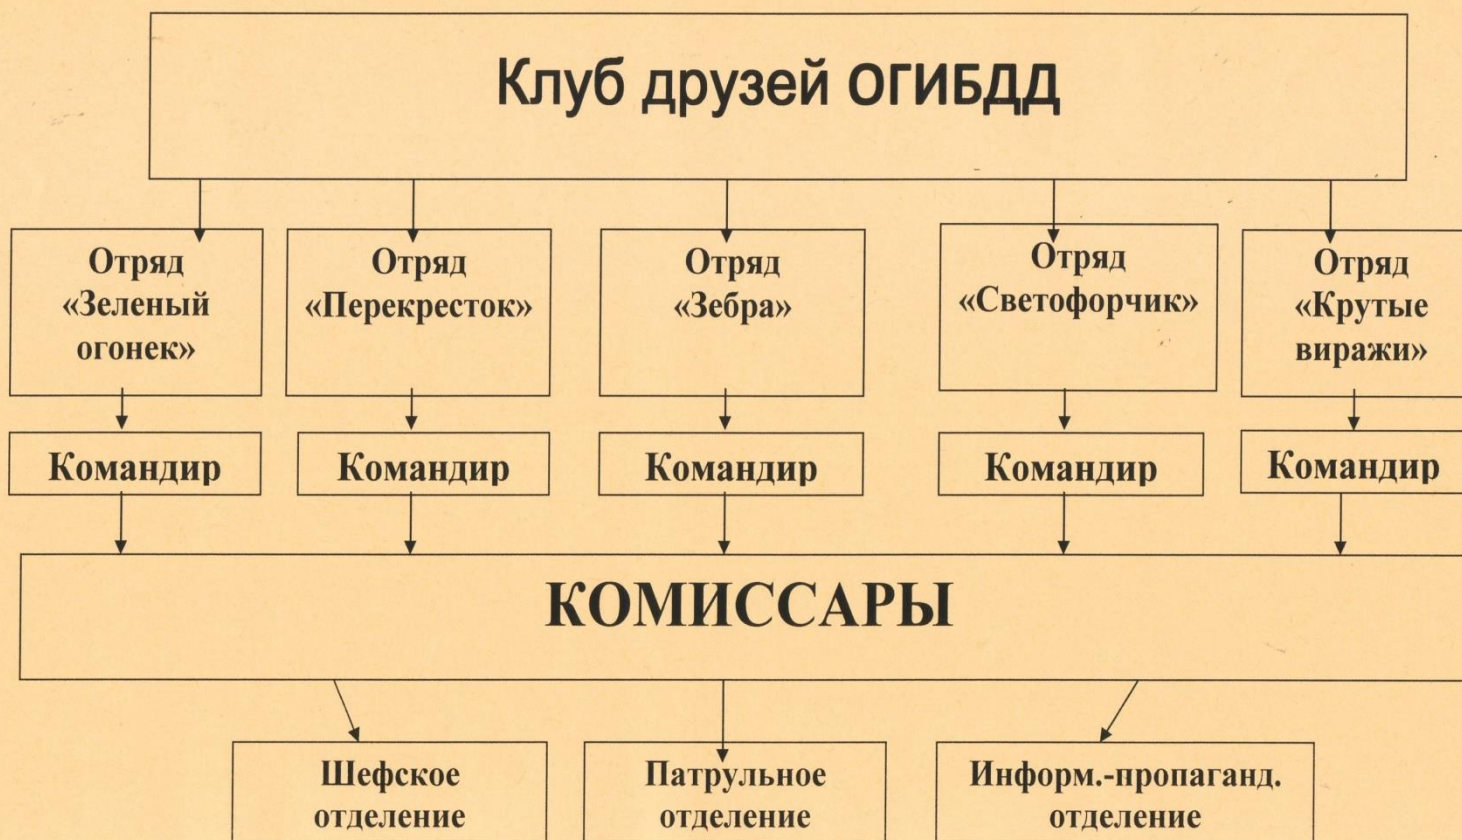 Клуб друзей ОГИБДД
Отряд
«Зеленый
огонек»
Отряд
«Перекресток»
Отряд
«Зебра»
Отряд
«Светофорчик»
Отряд
«Крутые
виражи»
Командир
Командир
Командир
Командир
Командир
КОМИССАРЫ
Шефское
отделение
Патрульное
отделение
Информ.-пропаганд.
отделение